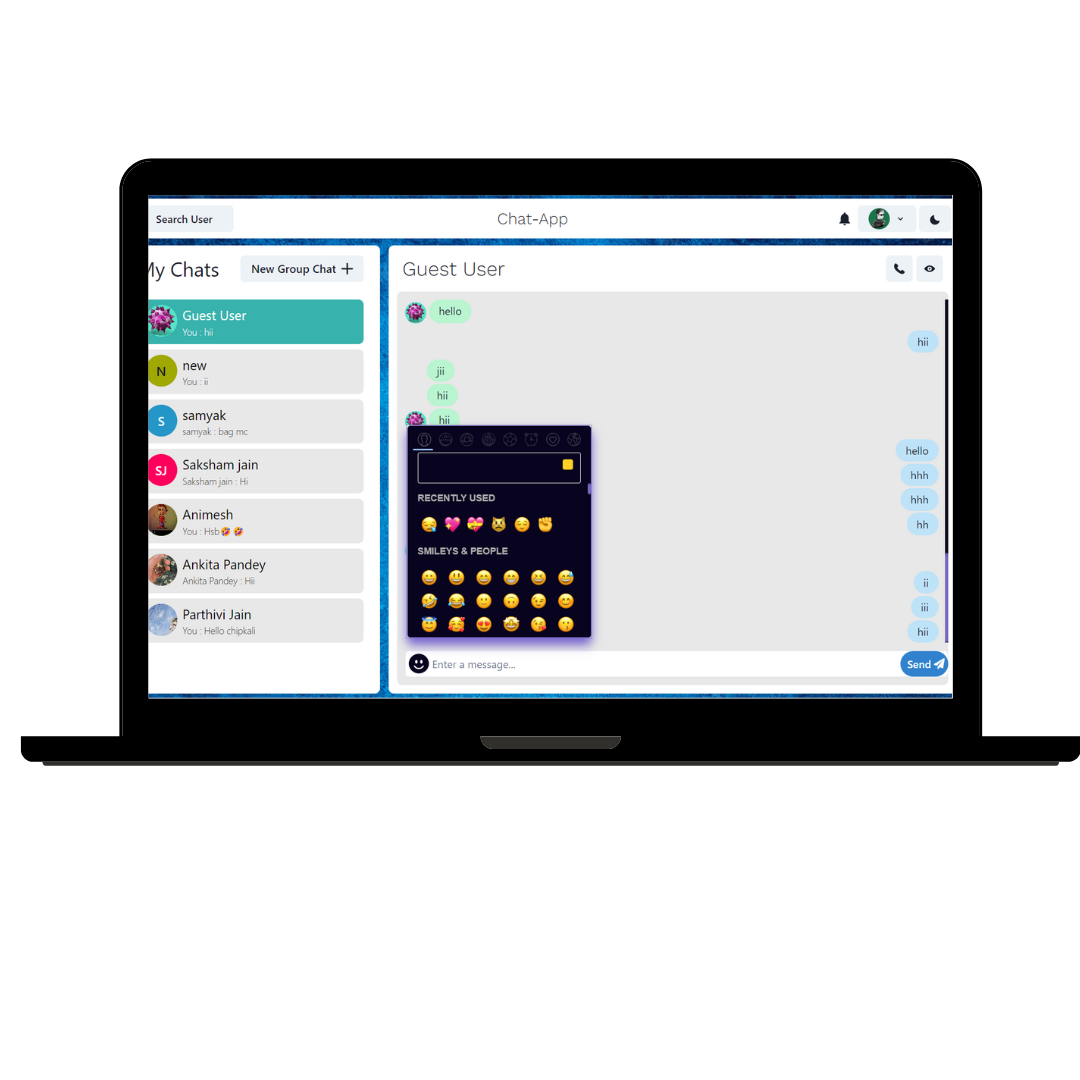 Search User
Chat-App
My Chats
New Group Chat
Guest User
You : hii
N
new
You : ii
S
samyak
samyak : bag mc
SJ
Saksham jain
Saksham jain : Hi
Animesh
You : Hsb🥰🥰
Ankita Pandey
Ankita Pandey : Hii
Parthivi Jain
You : Hello chipkali
Guest User
hello
hii
jii
hii
hii
RECENTLY USED
SMILEYS & PEOPLE
hello
hhh
hhh
hh
ii
iii
hii
Enter a message...
Send